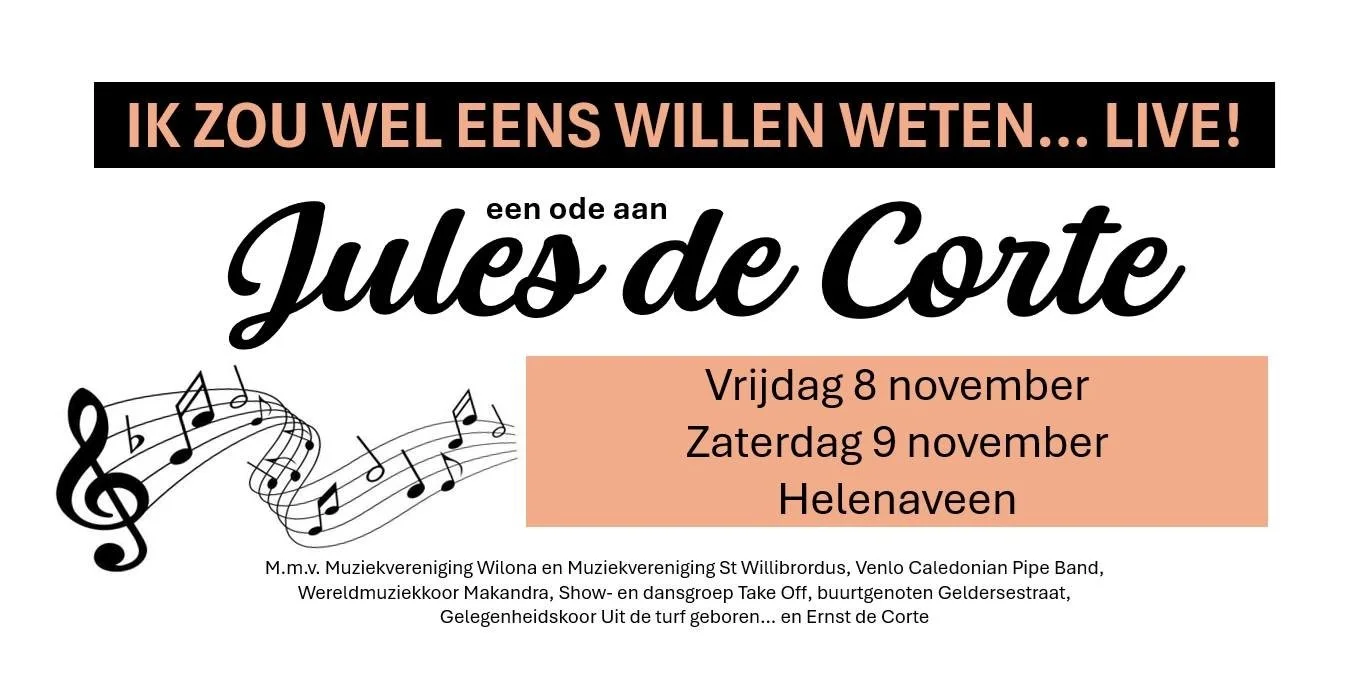 IK ZOU WEL EENS WILLEN WETEN... LIVE!
een ode aan
Jules de Corte
Vrijdag 8 november
Zaterdag 9 november
Helenaveen
M.m.v. Muziekvereniging Wilona en Muziekvereniging St Willibrordus, Venlo Caledonian Pipe Band,
Wereldmuziekkoor Makandra, Show- en dansgroep Take Off, buurtgenoten Geldersestraat,
Gelegenheidskoor Uit de turf geboren... en Ernst de Corte